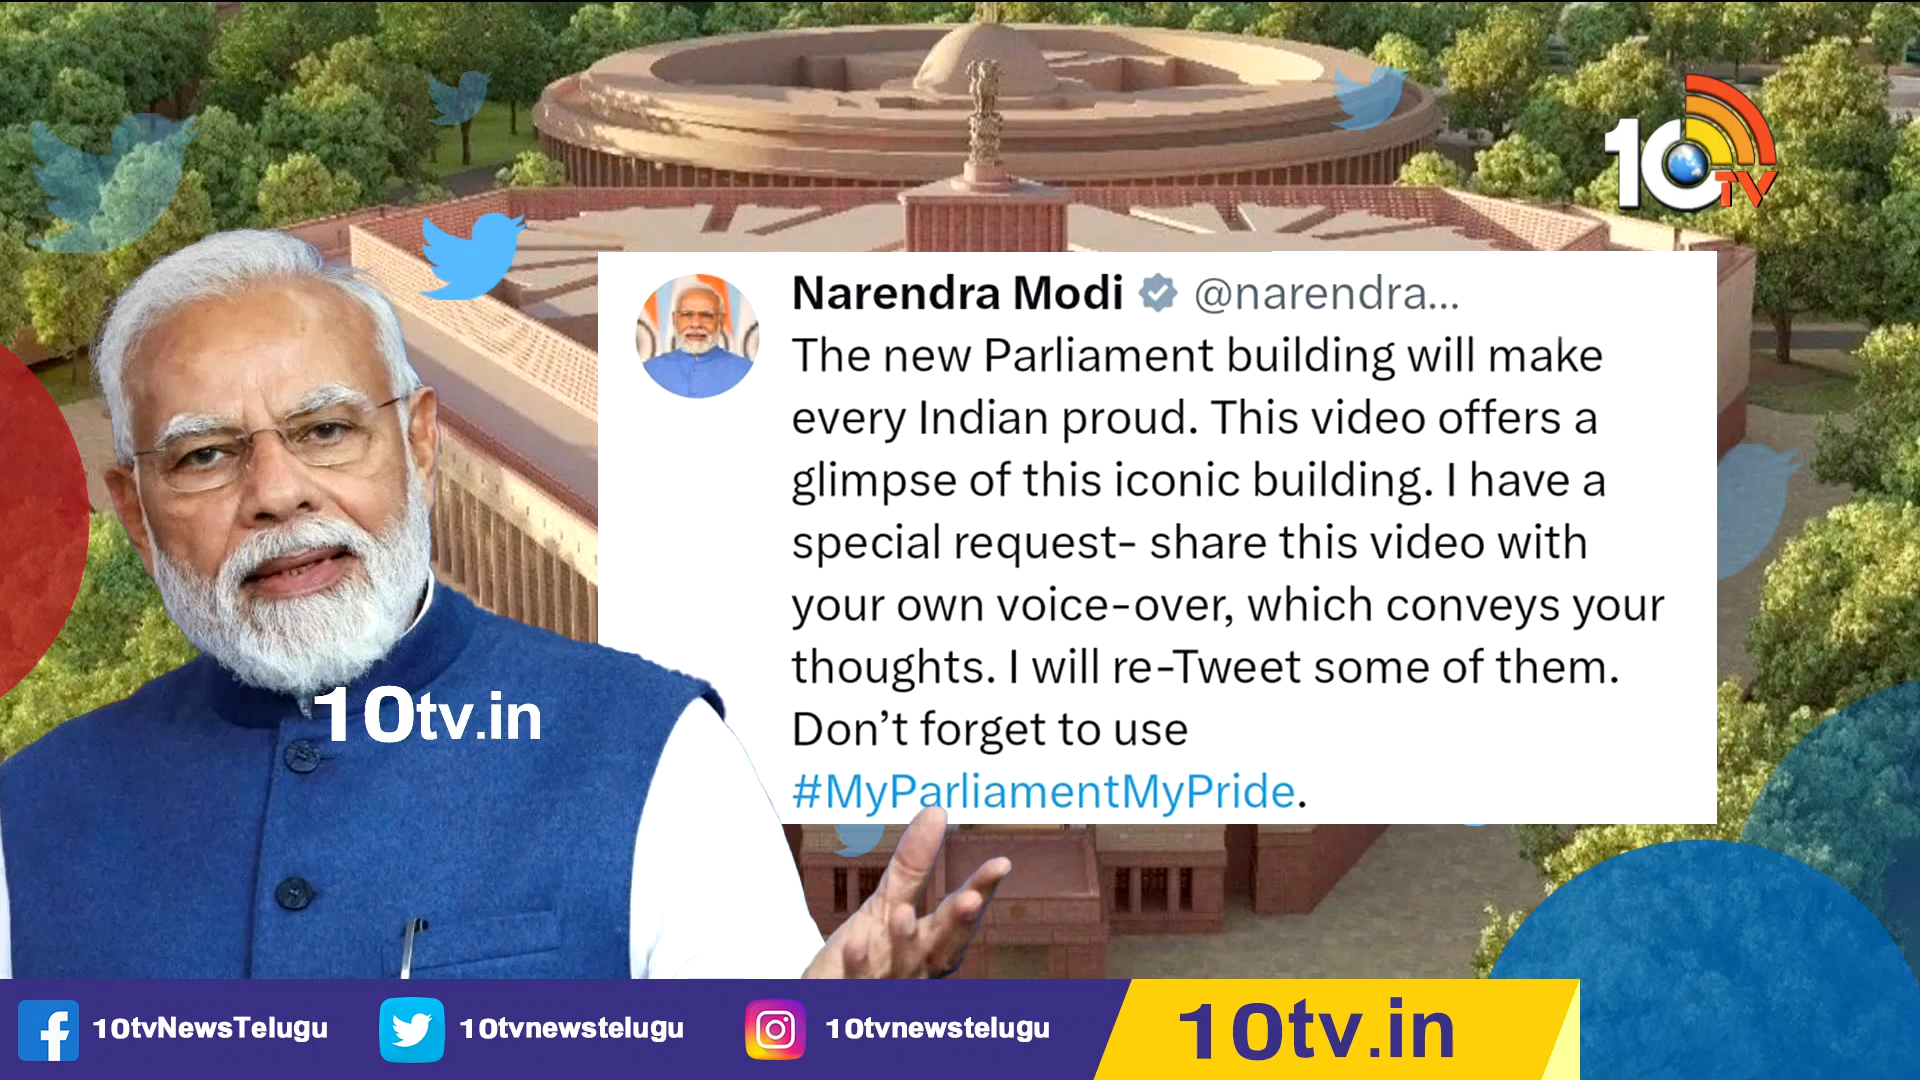 10TV
Narendra Modi @narendra...
The new Parliament building will make
every Indian proud. This video offers a
glimpse of this iconic building. I have a
special request- share this video with
your own voice-over, which conveys your
thoughts. I will re-Tweet some of them.
Don’t forget to use
#MyParliamentMyPride.
10tv.in
10tvNewsTelugu
10tvnewstelugu
10tvnewstelugu
10tv.in